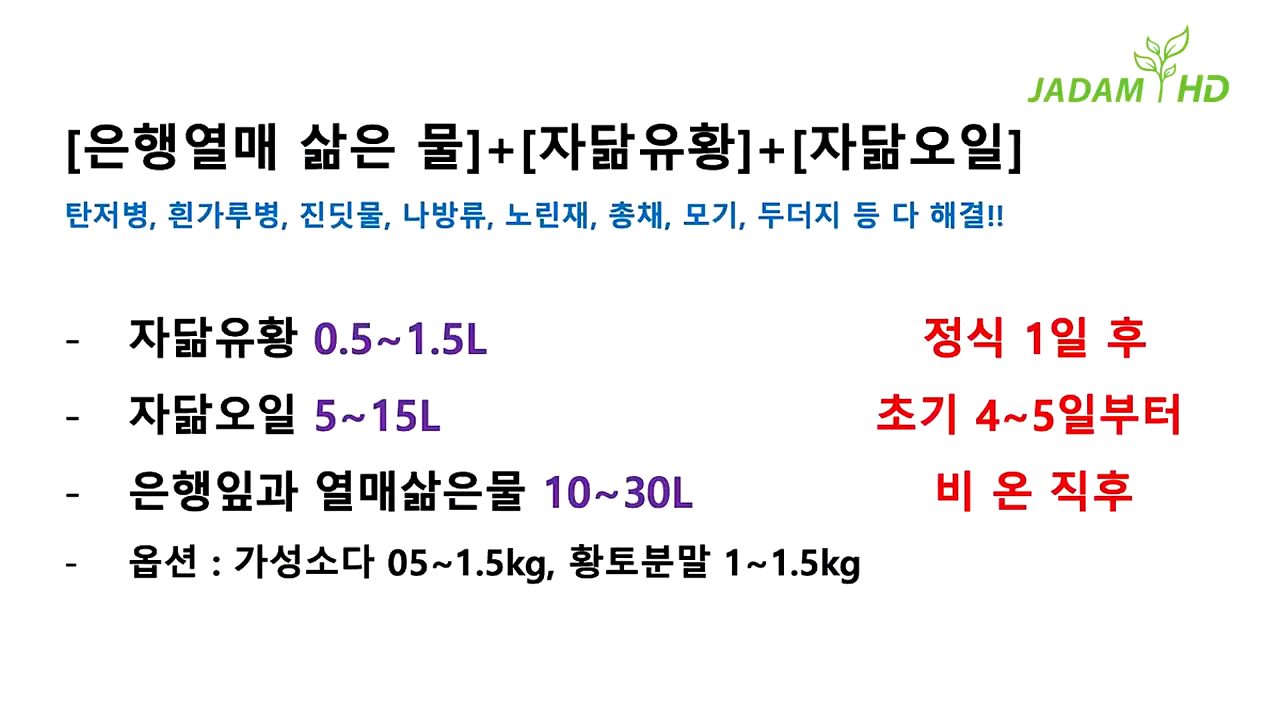 JADAM HD
[은행열매 삶은 물]+[자닮유황]+[자닮오일]
탄저병, 흰가루병, 진딧물, 나방류, 노린재, 총채, 모기, 두더지 등 다 해결!!
- 자닮유황 0.5~1.5L 정식 1일 후
- 자닮오일 5~15L 초기 4~5일부터
- 은행잎과 열매삶은물 10~30L 비 온 직후
- 옵션 : 가성소다 05~1.5kg, 황토분말 1~1.5kg